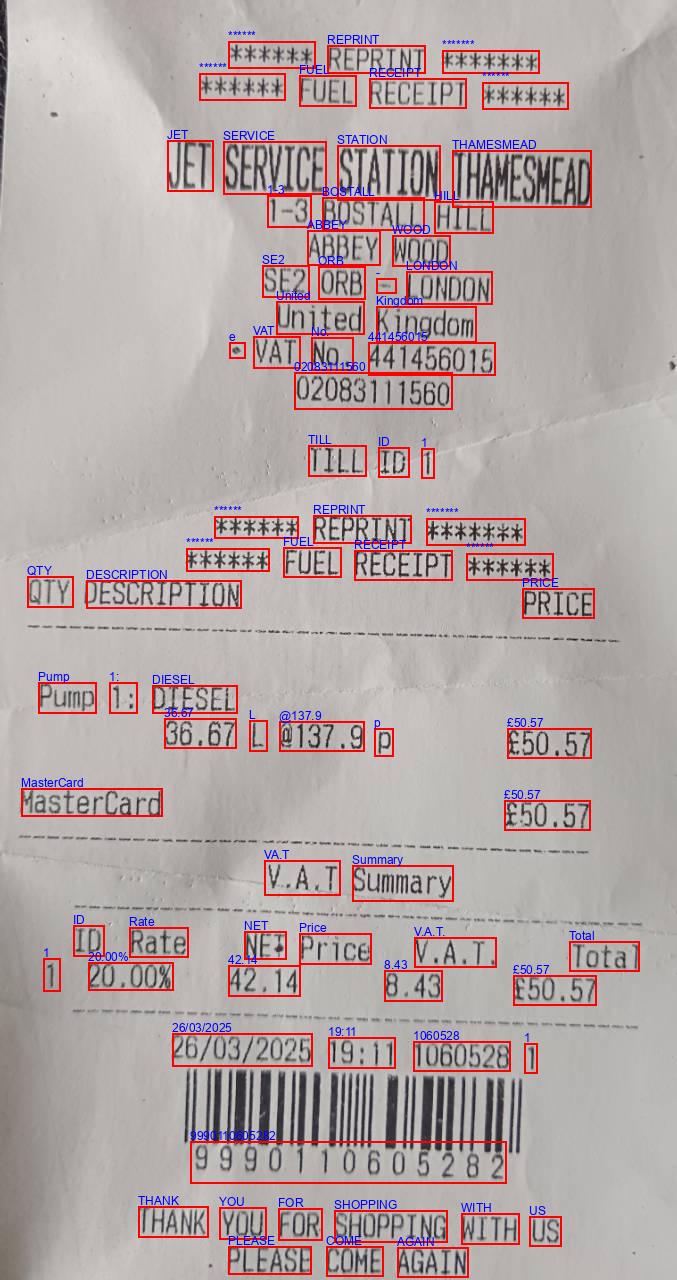 ****** REPRINT *******
****** FUEL RECEIPT ******
JET SERVICE STATION THAMESMEAD
1-3 BOSTALL HILL
ABBEY WOOD
SE2 ORB - LONDON
United Kingdom
VAT No. 441456015
02083111560
TILL ID 1
****** REPRINT *******
****** FUEL RECEIPT ******
QTY DESCRIPTION PRICE
Pump 1: DIESEL
36.67 L @137.9 p £50.57
MasterCard £50.57
V.A.T Summary
ID Rate NET Price V.A.T. Total
1 20.00% 42.14 8.43 £50.57
26/03/2025 19:11 1060528 1
9990110605282
THANK YOU FOR SHOPPING WITH US
PLEASE COME AGAIN